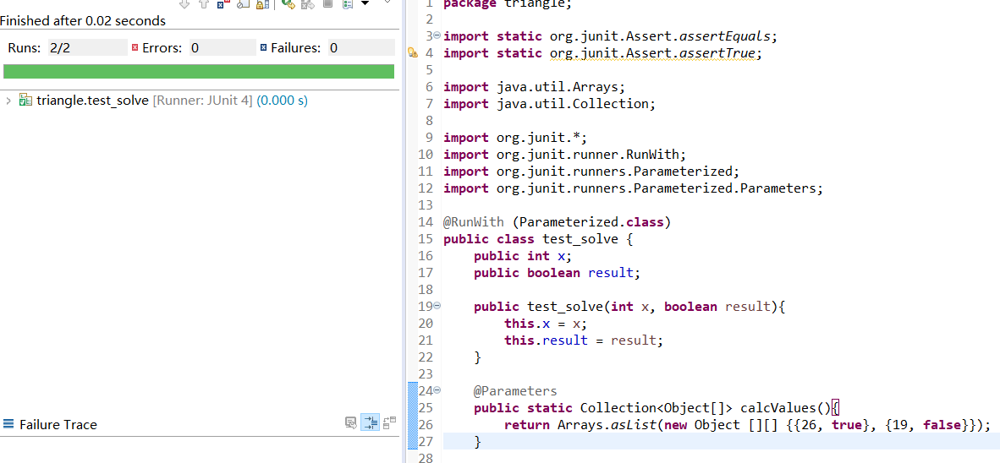 Finished after 0.02 seconds
Runs: 2/2 Errors: 0 Failures: 0
triangle.test_solve [Runner: JUnit 4] (0.000 s)
Failure Trace
1 package triangle;
2
3 import static org.junit.Assert.assertEquals;
4 import static org.junit.Assert.assertTrue;
5
6 import java.util.Arrays;
7 import java.util.Collection;
8
9 import org.junit.*;
10 import org.junit.runner.RunWith;
11 import org.junit.runners.Parameterized;
12 import org.junit.runners.Parameterized.Parameters;
13
14 @RunWith (Parameterized.class)
15 public class test_solve {
16 public int x;
17 public boolean result;
18
19 public test_solve(int x, boolean result){
20 this.x = x;
21 this.result = result;
22 }
23
24 @Parameters
25 public static Collection<Object[]> calcValues(){
26 return Arrays.asList(new Object [][] {{26, true}, {19, false}});
27 }
28